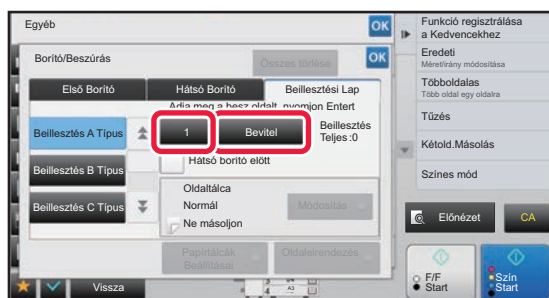 Egyéb
OK
Borító/Beszúrás
Összes törlése
OK
Első Borító
Hátsó Borító
Beillesztési Lap
Adja meg a besz oldalt, nyomjon Entert
Beillesztés A Típus
1
Bevitel
Beillesztés
Teljes :0
Hátsó borító előtt
Beillesztés B Típus
Oldaltálca
Normál
Módosítás
Beillesztés C Típus
Ne másoljon
Papírtálcák
Beállításai
Oldalelrendezés
Vissza
3
4
A3
Funkció regisztrálása
a Kedvencekhez
Eredeti
Méret/irány módosítása
Többoldalas
Több oldal egy oldalra
Tűzés
Kétold.Másolás
Színes mód
Előnézet
CA
F/F
Start
Szín
Start